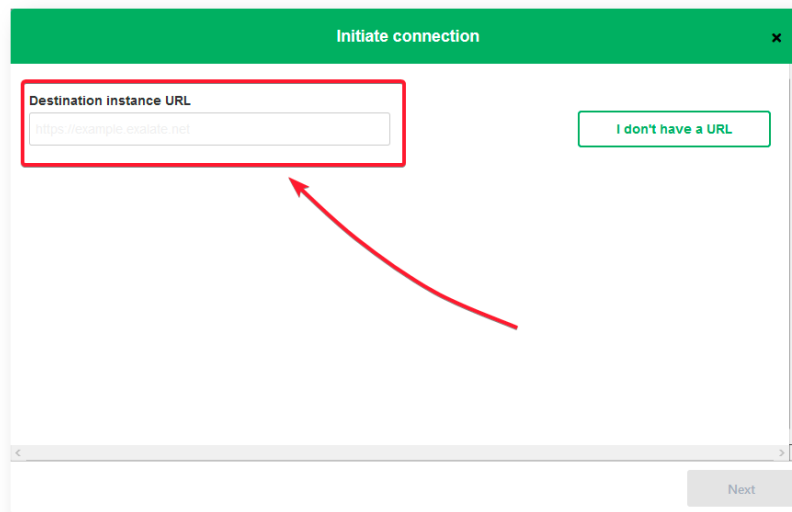 Initiate connection
Destination instance URL
https://example.exalate.net
I don't have a URL
Next